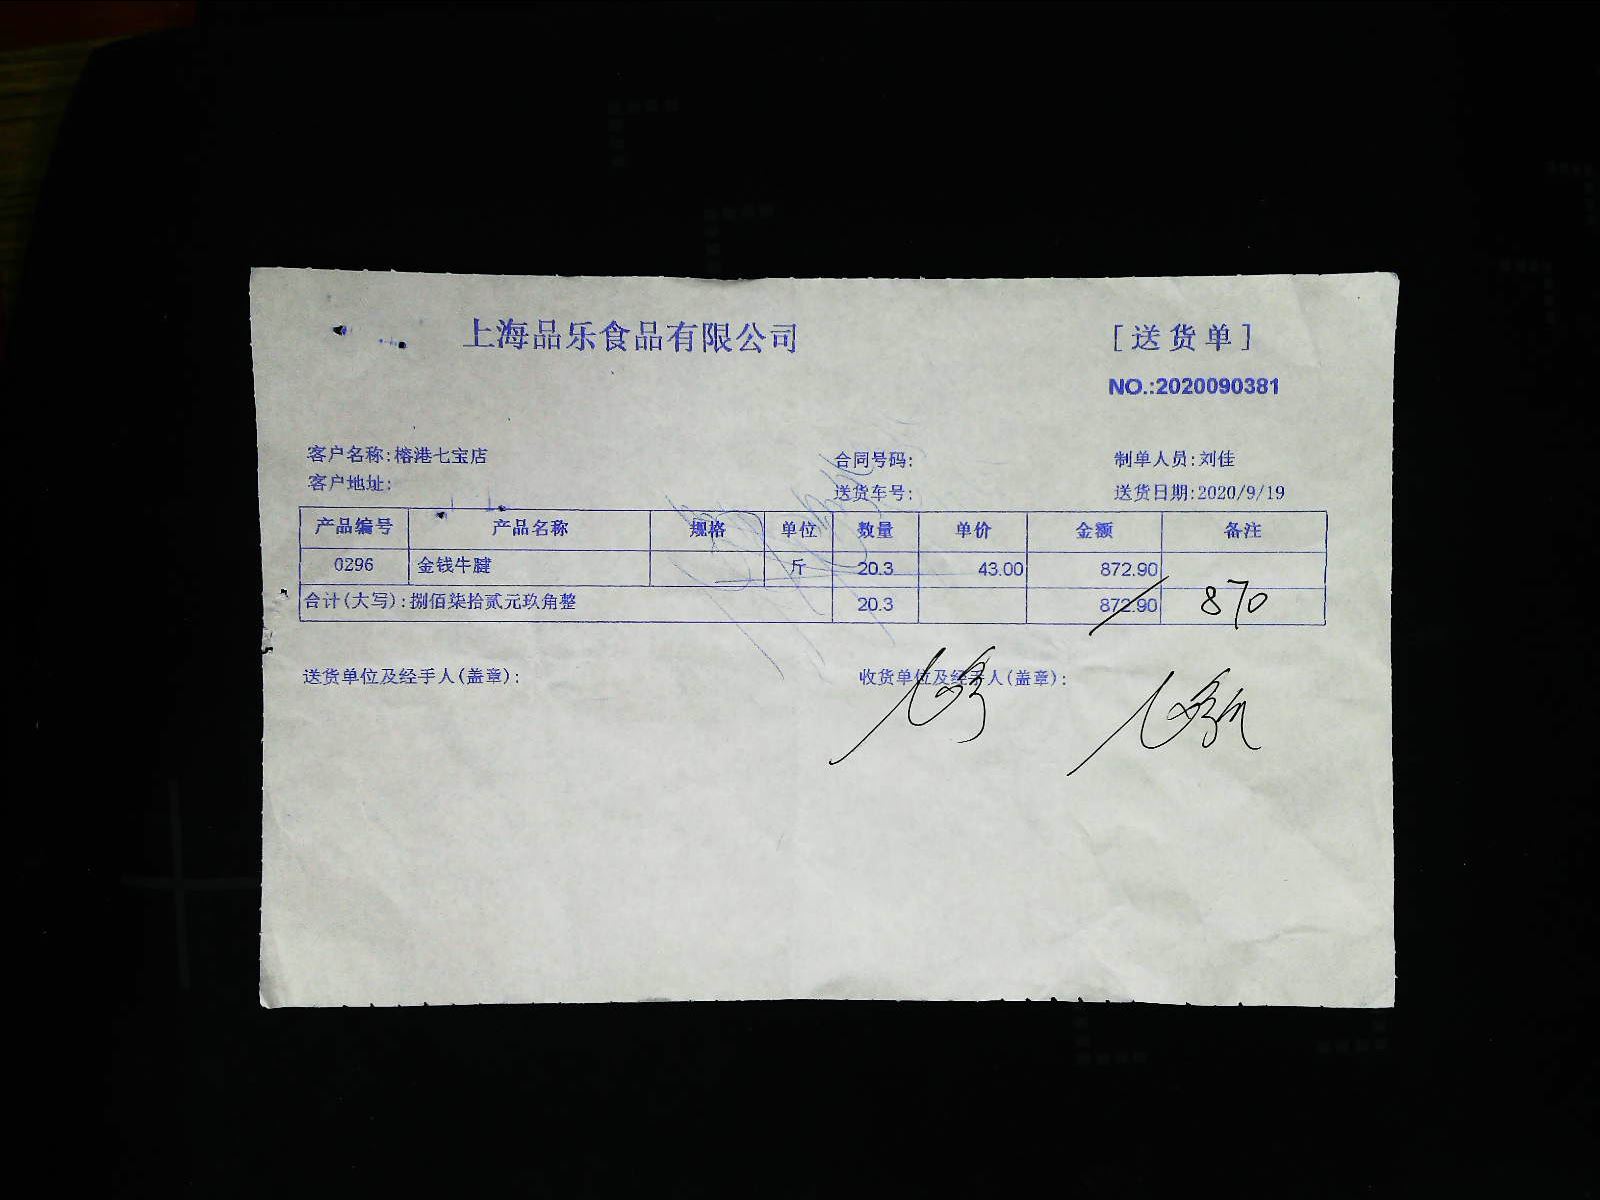 上海品乐食品有限公司 [送货单]
NO.:2020090381
客户名称:榕港七宝店 合同号码: 制单人员:刘佳
客户地址: 送货车号: 送货日期:2020/9/19
产品编号 产品名称 规格 单位 数量 单价 金额 备注
0296 金钱牛腱 斤 20.3 43.00 872.90
合计(大写):捌佰柒拾贰元玖角整 20.3 872.90 870
送货单位及经手人(盖章): 收货单位及经手人(盖章):